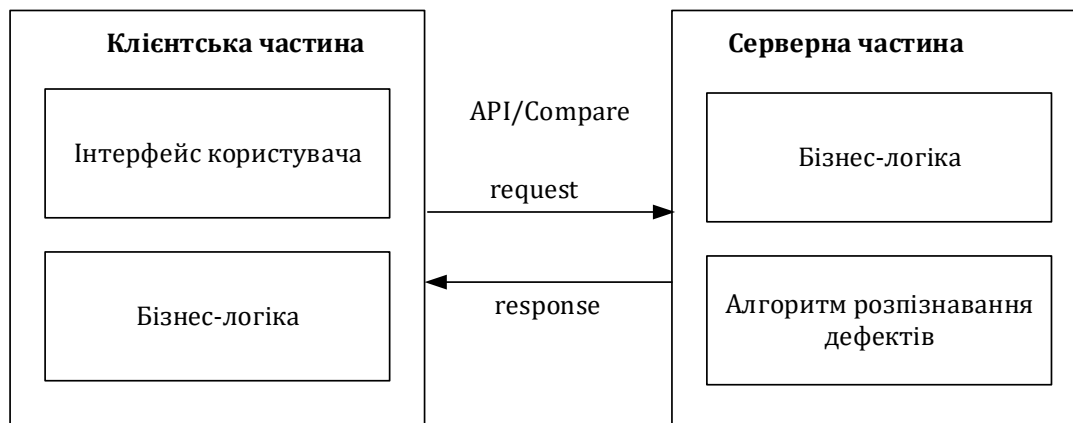 Клієнтська частина
Інтерфейс користувача
Бізнес-логіка
API/Compare
request
response
Серверна частина
Бізнес-логіка
Алгоритм розпізнавання
дефектів